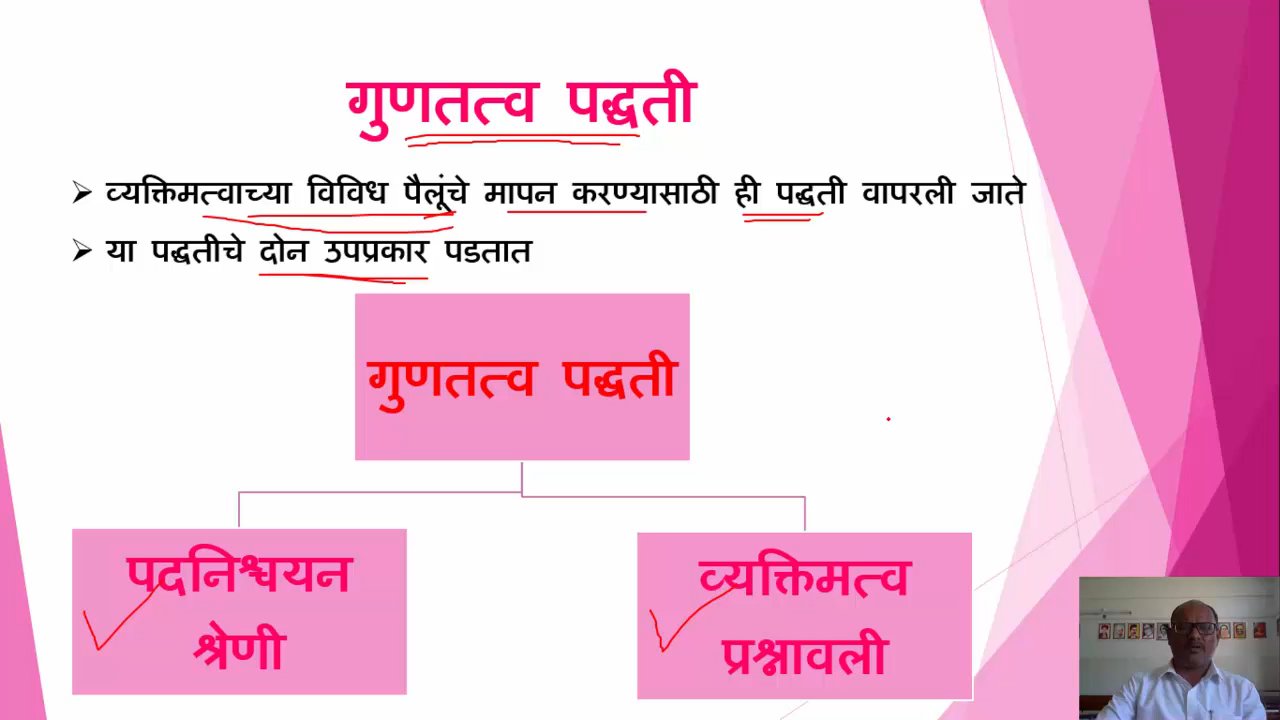 गुणतत्व पद्धती
व्यक्तिमत्वाच्या विविध पैलूंचे मापन करण्यासाठी ही पद्धती वापरली जाते
या पद्धतीचे दोन उपप्रकार पडतात
गुणतत्व पद्धती
पदनिश्चयन
श्रेणी
व्यक्तिमत्व
प्रश्नावली